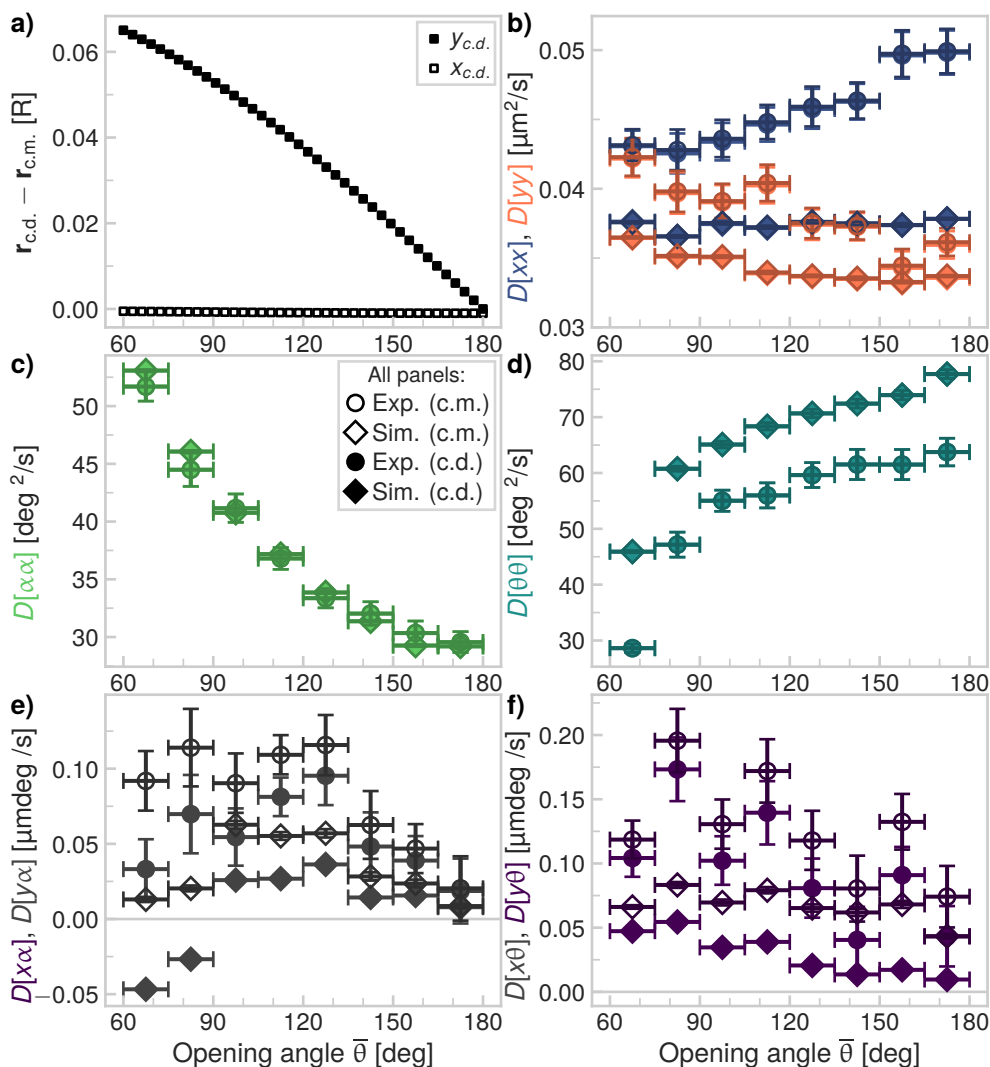 a)
r_c.d. − r_c.m. [R]
0.06
0.04
0.02
0.00
y_c.d.
x_c.d.
60 90 120 150 180
b)
D[xx], D[yy] [µm²/s]
0.05
0.04
0.03
60 90 120 150 180
c)
D[αα] [deg ²/s]
50
45
40
35
30
All panels:
Exp. (c.m.)
Sim. (c.m.)
Exp. (c.d.)
Sim. (c.d.)
60 90 120 150 180
d)
D[θθ] [deg ²/s]
80
70
60
50
40
30
60 90 120 150 180
e)
D[xα], D[yα] [µmdeg /s]
0.10
0.05
0.00
−0.05
60 90 120 150 180
Opening angle θ̅ [deg]
f)
D[xθ], D[yθ] [µmdeg /s]
0.20
0.15
0.10
0.05
0.00
60 90 120 150 180
Opening angle θ̅ [deg]